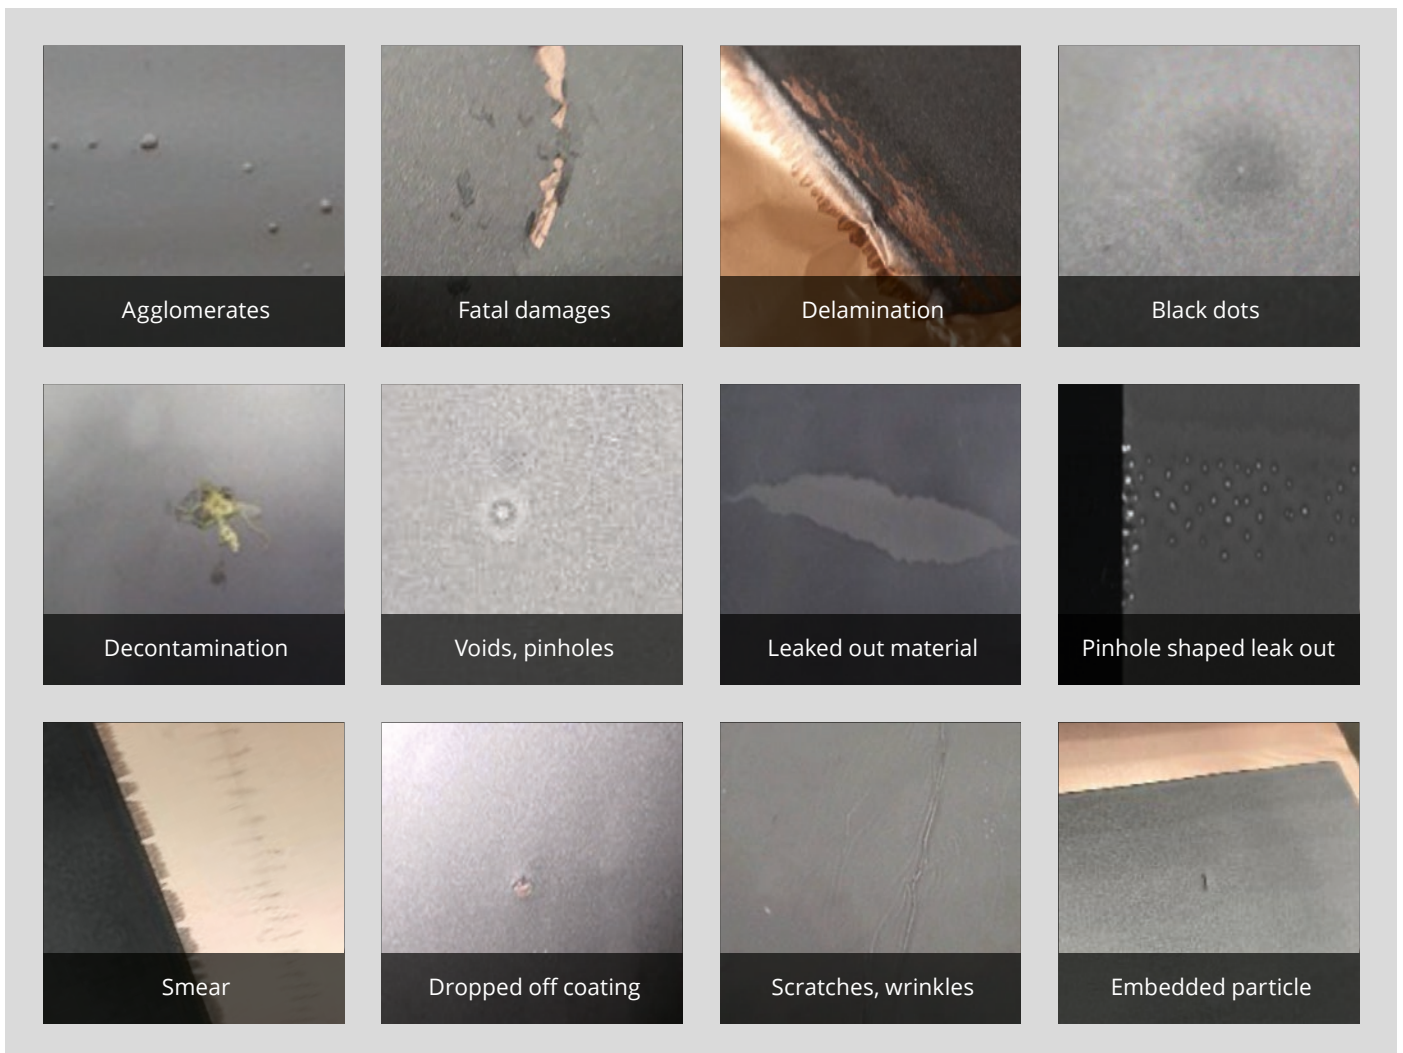 Agglomerates
Fatal damages
Delamination
Black dots
Decontamination
Voids, pinholes
Leaked out material
Pinhole shaped leak out
Smear
Dropped off coating
Scratches, wrinkles
Embedded particle